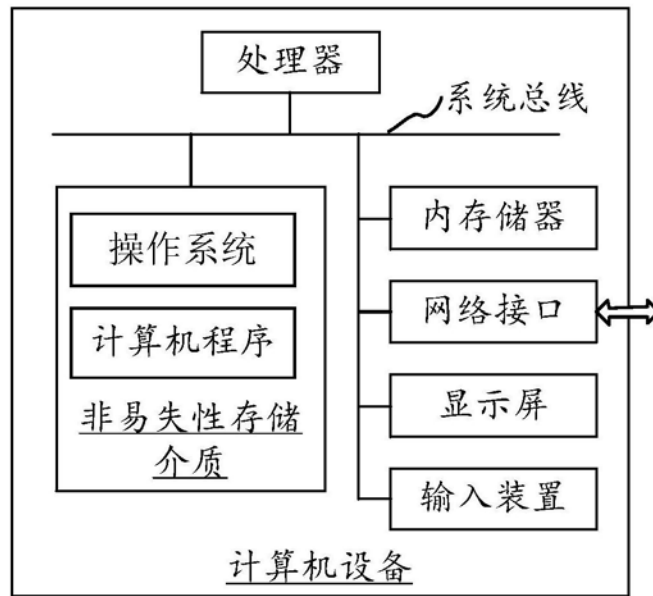 处理器
系统总线
操作系统
计算机程序
非易失性存储
介质
内存储器
网络接口
显示屏
输入装置
计算机设备